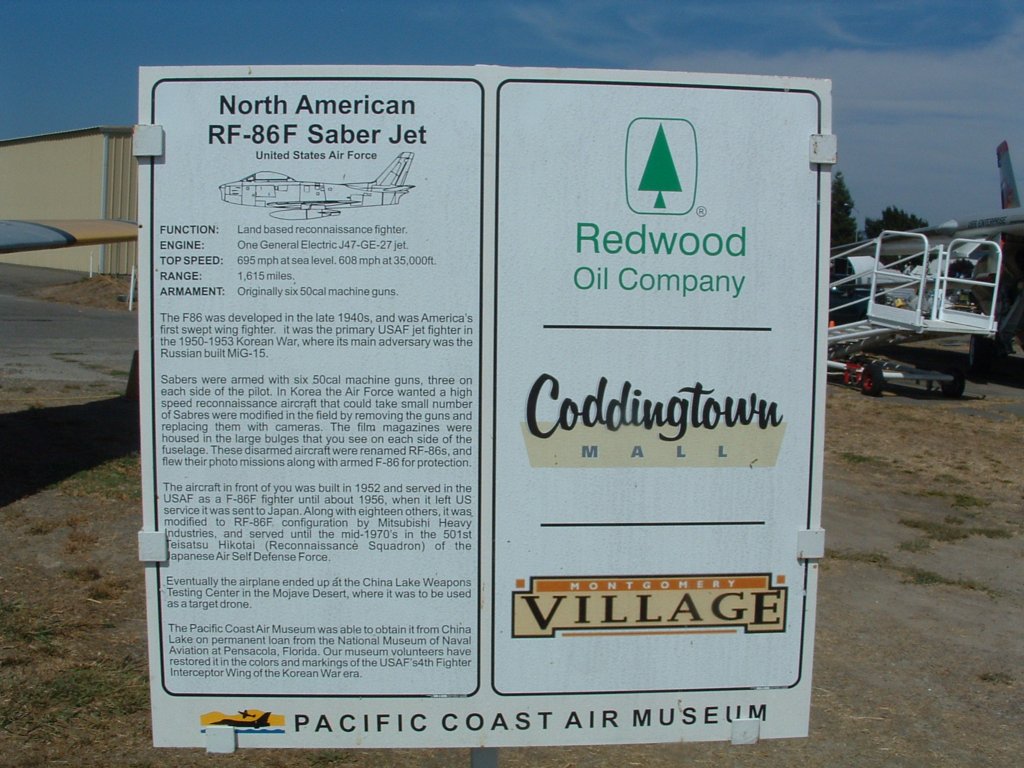 North American
RF-86F Saber Jet
United States Air Force
FUNCTION: Land based reconnaissance fighter.
ENGINE: One General Electric J47-GE-27 jet.
TOP SPEED: 695 mph at sea level. 608 mph at 35,000ft.
RANGE: 1,615 miles.
ARMAMENT: Originally six 50cal machine guns.
The F86 was developed in the late 1940s, and was America's
first swept wing fighter. it was the primary USAF jet fighter in
the 1950-1953 Korean War, where its main adversary was the
Russian built MiG-15.
Sabers were armed with six 50cal machine guns, three on
each side of the pilot. In Korea the Air Force wanted a high
speed reconnaissance aircraft that could take small number
of Sabres were modified in the field by removing the guns and
replacing them with cameras. The film magazines were
housed in the large bulges that you see on each side of the
fuselage. These disarmed aircraft were renamed RF-86s, and
flew their photo missions along with armed F-86 for protection.
The aircraft in front of you was built in 1952 and served in the
USAF as a F-86F fighter until about 1956, when it left US
service it was sent to Japan. Along with eighteen others, it was
modified to RF-86F configuration by Mitsubishi Heavy
Industries, and served until the mid-1970's in the 501st
Teisatsu Hikotai (Reconnaissance Squadron) of the
Japanese Air Self Defense Force.
Eventually the airplane ended up at the China Lake Weapons
Testing Center in the Mojave Desert, where it was to be used
as a target drone.
The Pacific Coast Air Museum was able to obtain it from China
Lake on permanent loan from the National Museum of Naval
Aviation at Pensacola, Florida. Our museum volunteers have
restored it in the colors and markings of the USAF's4th Fighter
Interceptor Wing of the Korean War era.
®
Redwood
Oil Company
Coddingtown
MALL
MONTGOMERY
VILLAGE
PACIFIC COAST AIR MUSEUM